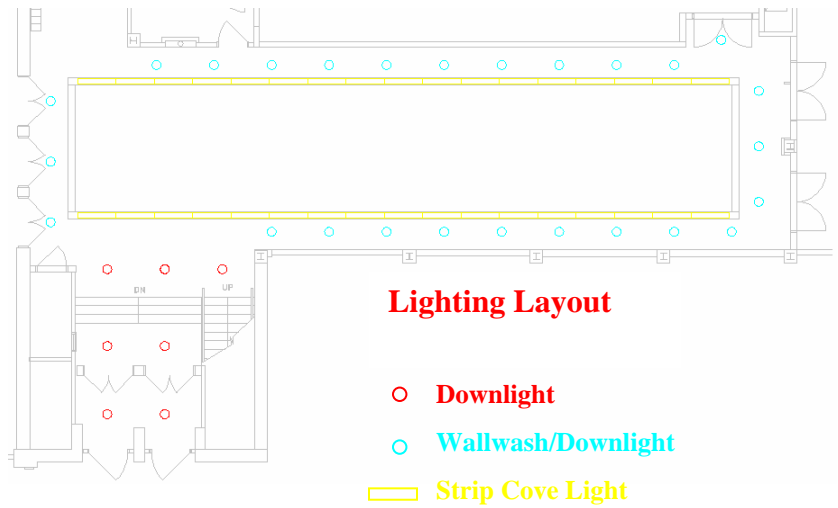 DN
UP
Lighting Layout
Downlight
Wallwash/Downlight
Strip Cove Light